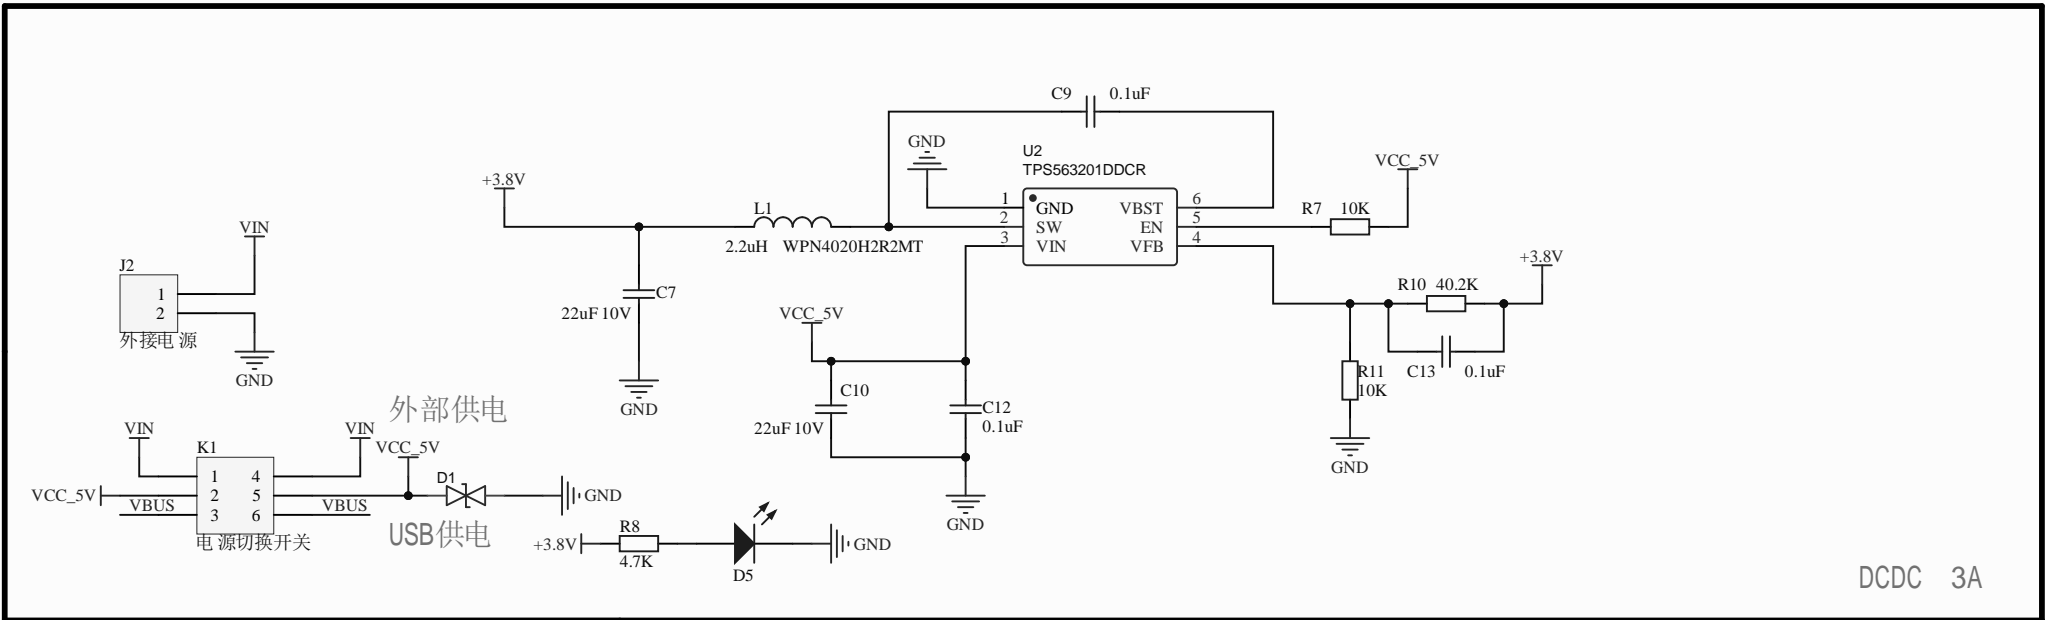 C9 0.1uF
GND
U2
TPS563201DDCR
VCC_5V
+3.8V
1 GND VBST 6
2 SW EN 5
3 VIN VFB 4
R7 10K
L1
2.2uH WPN4020H2R2MT
VIN
J2
1
2
外接电源
GND
C7
22uF 10V
GND
VCC_5V
C10
22uF 10V
C12
0.1uF
GND
+3.8V
R10 40.2K
C13 0.1uF
R11
10K
GND
外部供电
VIN
VIN
K1
VCC_5V
1 4
VCC_5V 2 5
VBUS 3 6 VBUS
电源切换开关
D1
GND
USB供电
+3.8V
R8
4.7K
D5
GND
DCDC 3A